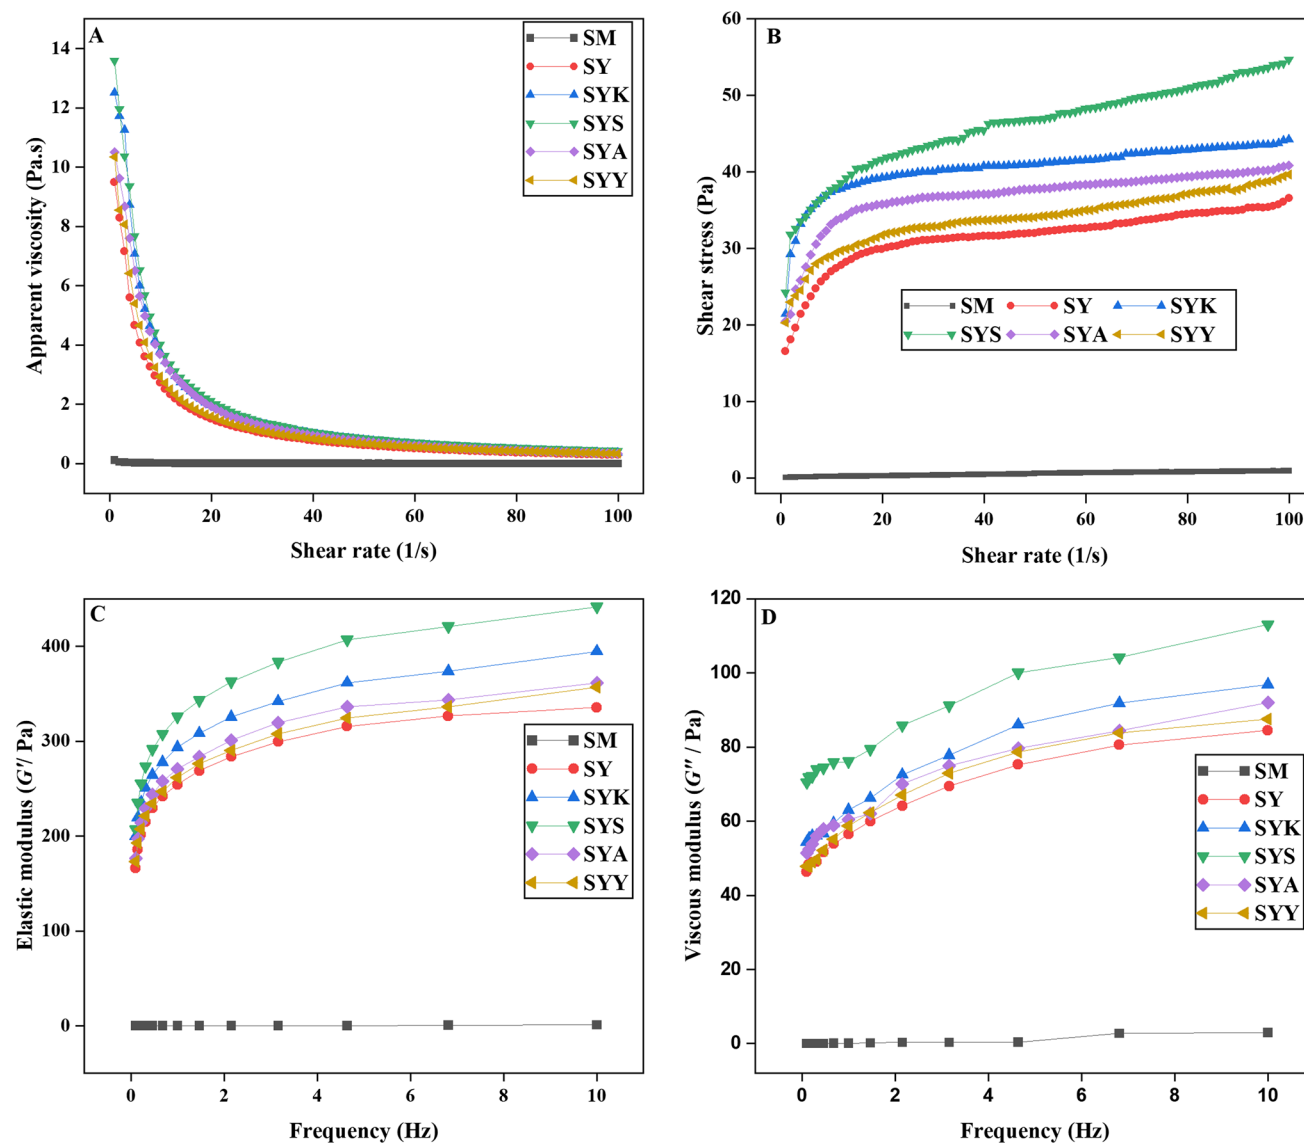 A
14
12
10
8
6
4
2
0
Apparent viscosity (Pa.s)
0 20 40 60 80 100
Shear rate (1/s)
SM
SY
SYK
SYS
SYA
SYY
B
60
50
40
30
20
10
0
Shear stress (Pa)
0 20 40 60 80 100
Shear rate (1/s)
SM SY SYK
SYS SYA SYY
C
400
300
200
100
0
Elastic modulus (G'/ Pa)
0 2 4 6 8 10
Frequency (Hz)
SM
SY
SYK
SYS
SYA
SYY
D
120
100
80
60
40
20
0
Viscous modulus (G″ / Pa)
0 2 4 6 8 10
Frequency (Hz)
SM
SY
SYK
SYS
SYA
SYY